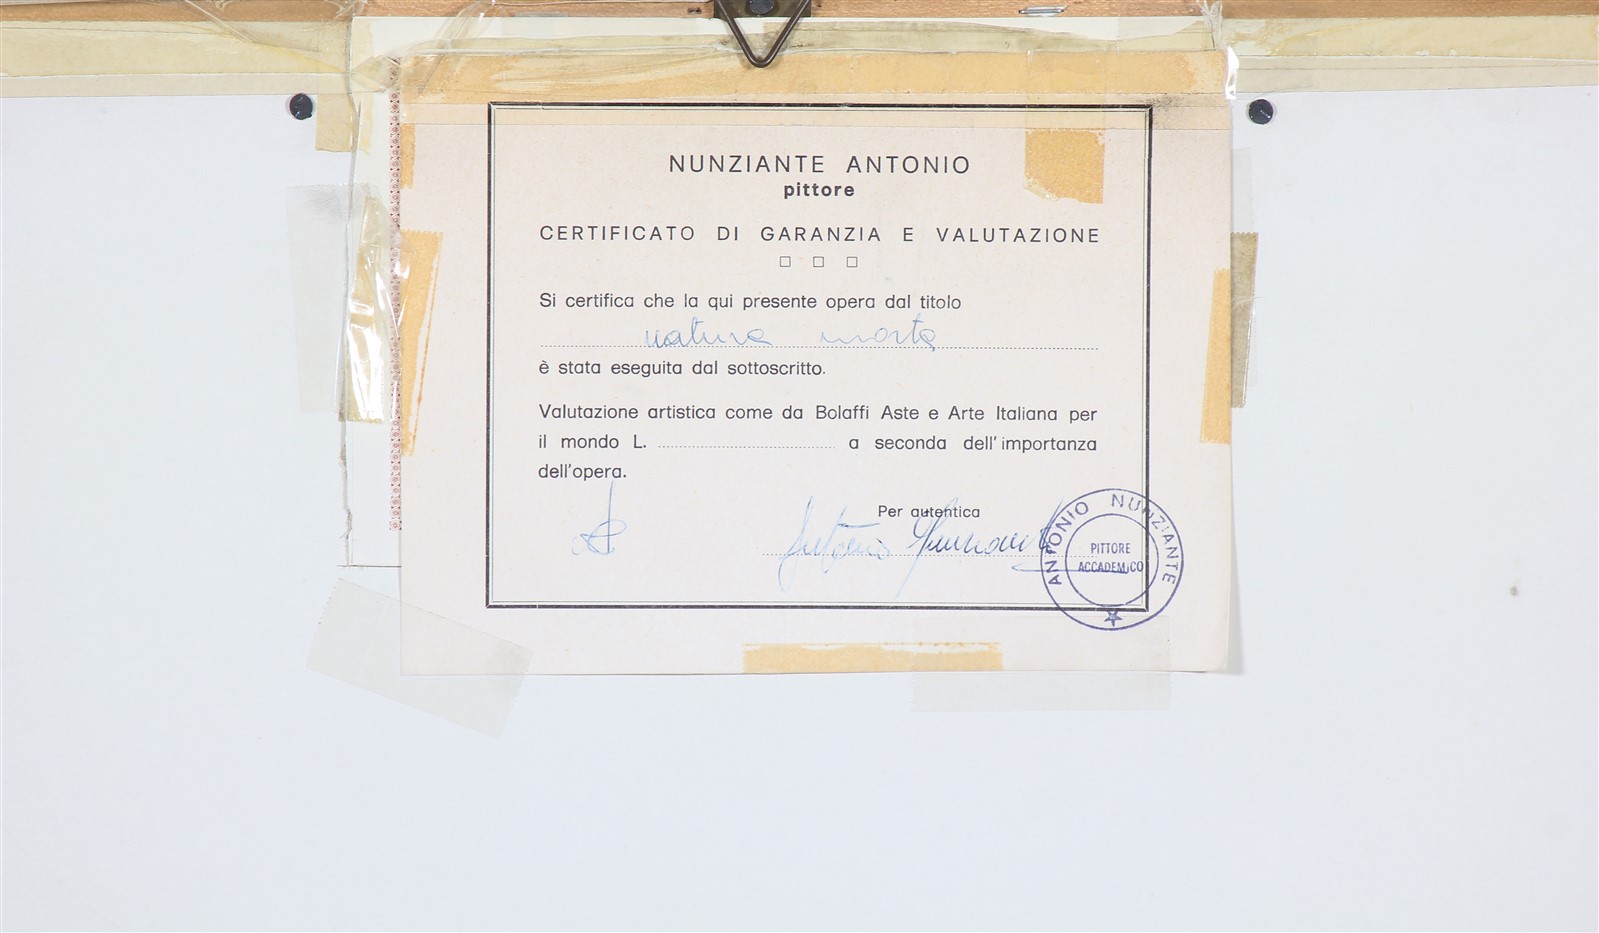 NUNZIANTE ANTONIO
pittore
CERTIFICATO DI GARANZIA E VALUTAZIONE
Si certifica che la qui presente opera dal titolo
natura morta
è stata eseguita dal sottoscritto.
Valutazione artistica come da Bolaffi Aste e Arte Italiana per
il mondo L. .............................. a seconda dell'importanza
dell'opera.
Per autentica
Antonio Nunziante
ANTONIO NUNZIANTE
PITTORE
ACCADEMICO